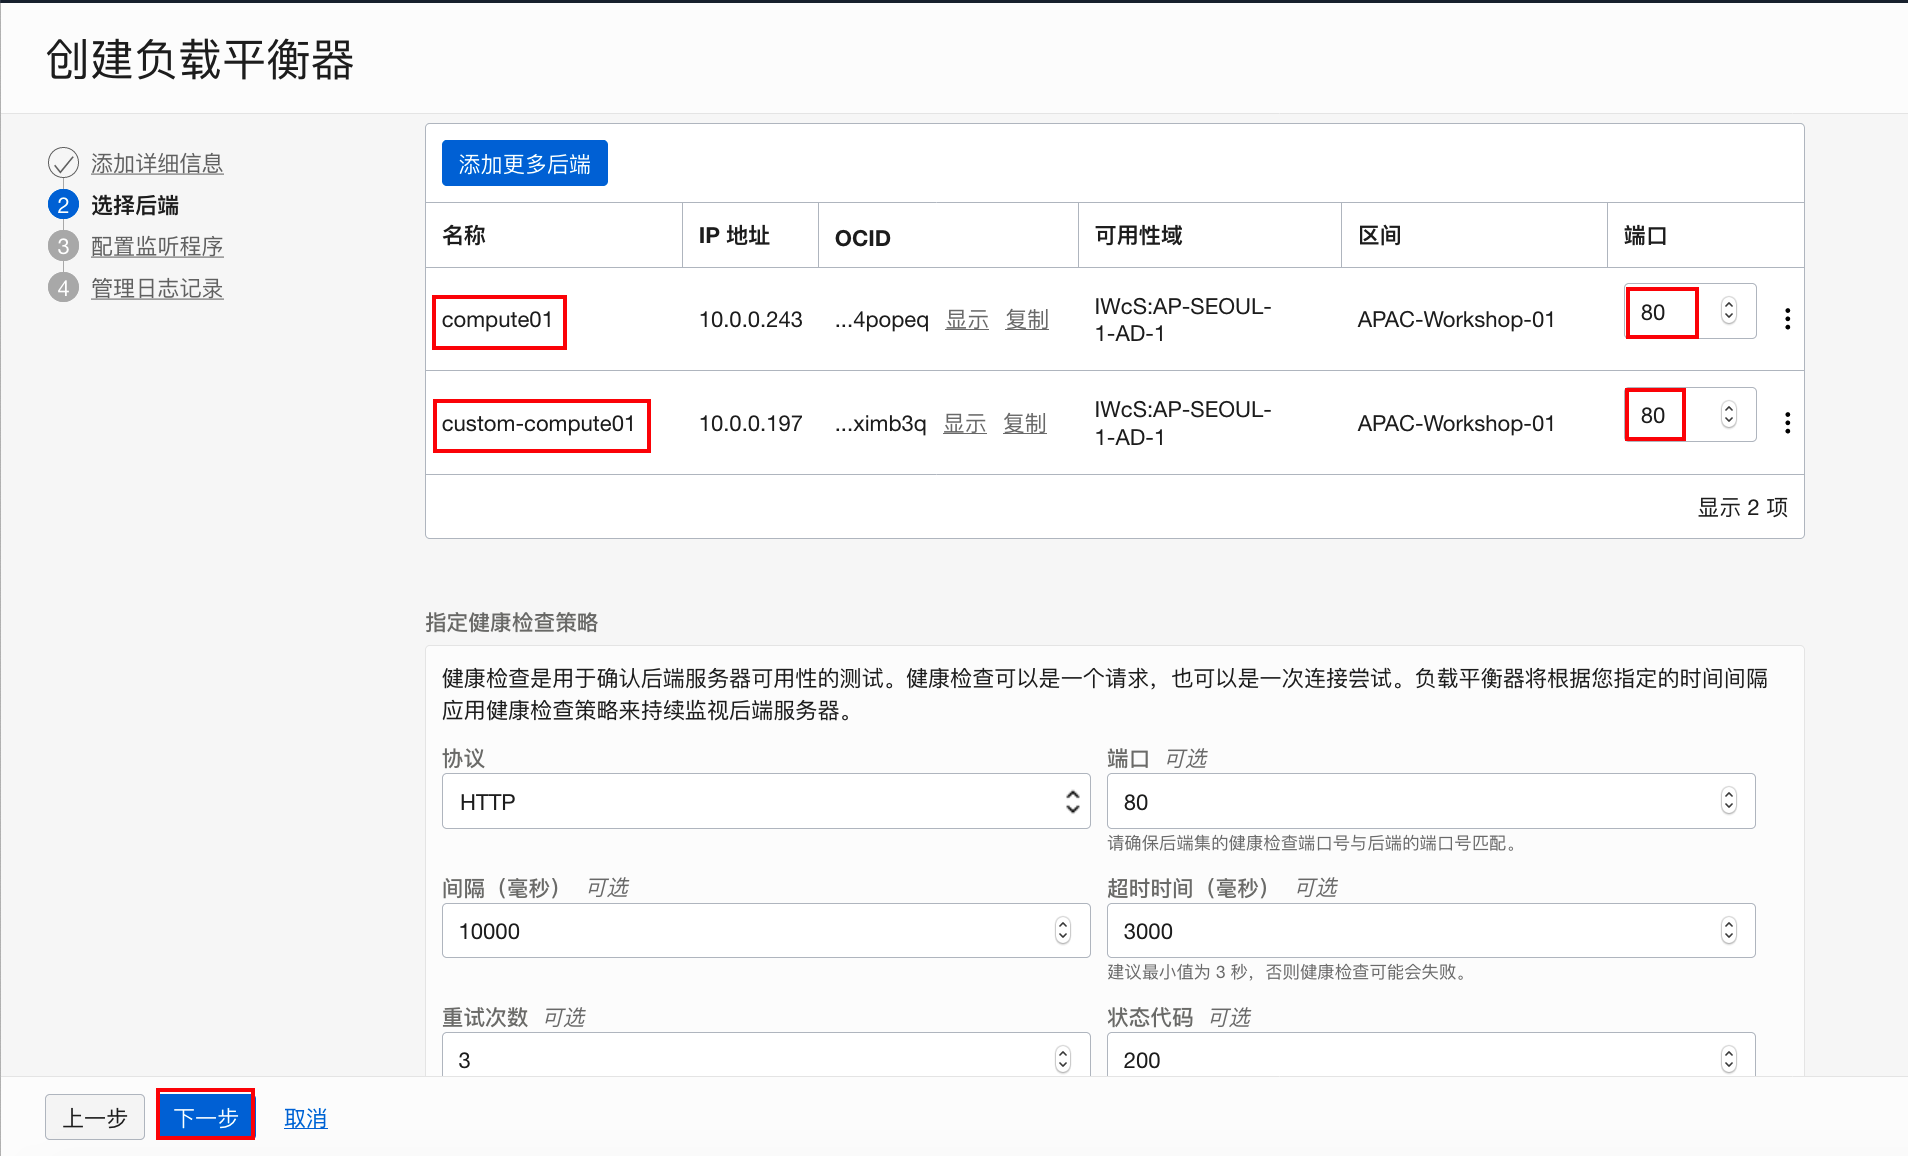 创建负载平衡器
添加详细信息
2 选择后端
3 配置监听程序
4 管理日志记录
添加更多后端
名称 IP 地址 OCID 可用性域 区间 端口
compute01 10.0.0.243 ...4popeq 显示 复制 IWcS:AP-SEOUL-
1-AD-1 APAC-Workshop-01 80
custom-compute01 10.0.0.197 ...ximb3q 显示 复制 IWcS:AP-SEOUL-
1-AD-1 APAC-Workshop-01 80
显示 2 项
指定健康检查策略
健康检查是用于确认后端服务器可用性的测试。健康检查可以是一个请求，也可以是一次连接尝试。负载平衡器将根据您指定的时间间隔
应用健康检查策略来持续监视后端服务器。
协议 端口 可选
HTTP 80
请确保后端集的健康检查端口号与后端的端口号匹配。
间隔（毫秒） 可选 超时时间（毫秒） 可选
10000 3000
建议最小值为 3 秒，否则健康检查可能会失败。
重试次数 可选 状态代码 可选
3 200
上一步 下一步 取消